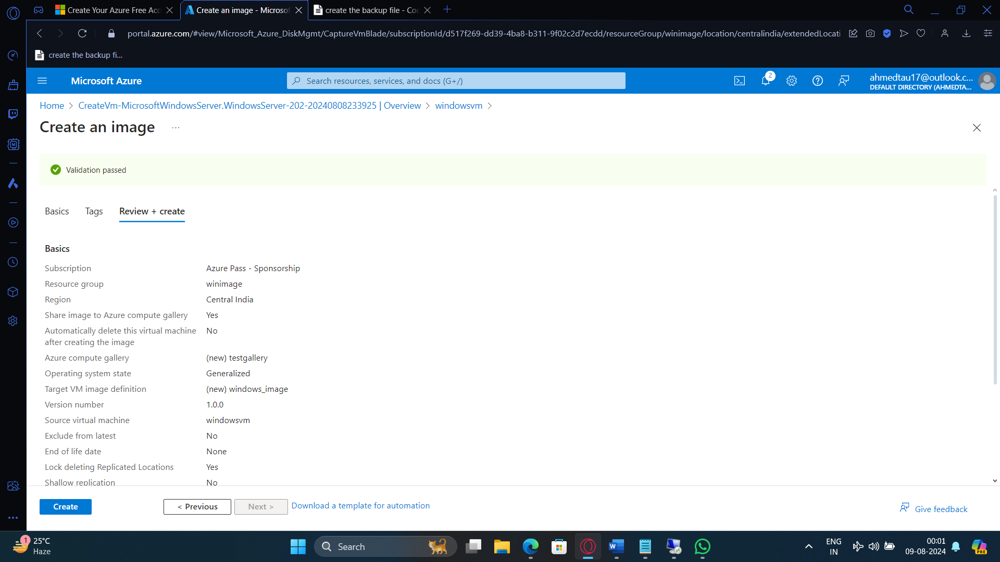 Create Your Azure Free Acc
Create an image - Microsof
create the backup file - Coo
portal.azure.com/#view/Microsoft_Azure_DiskMgmt/CaptureVmBlade/subscriptionId/d517f269-dd39-4ba8-b311-9f02c2d7ecdd/resourceGroup/winimage/location/centralindia/extendedLocati
create the backup fi...
Microsoft Azure
Search resources, services, and docs (G+/)
2
ahmedtau17@outlook.c...
DEFAULT DIRECTORY (AHMEDTA...
Home > CreateVm-MicrosoftWindowsServer.WindowsServer-202-20240808233925 | Overview > windowsvm >
Create an image ...
Validation passed
Basics Tags Review + create
Basics
Subscription Azure Pass - Sponsorship
Resource group winimage
Region Central India
Share image to Azure compute gallery Yes
Automatically delete this virtual machine No
after creating the image
Azure compute gallery (new) testgallery
Operating system state Generalized
Target VM image definition (new) windows_image
Version number 1.0.0
Source virtual machine windowsvm
Exclude from latest No
End of life date None
Lock deleting Replicated Locations Yes
Shallow replication No
Create < Previous Next > Download a template for automation
Give feedback
1
25°C
Haze
Search
ENG
IN
00:01
09-08-2024
PRE